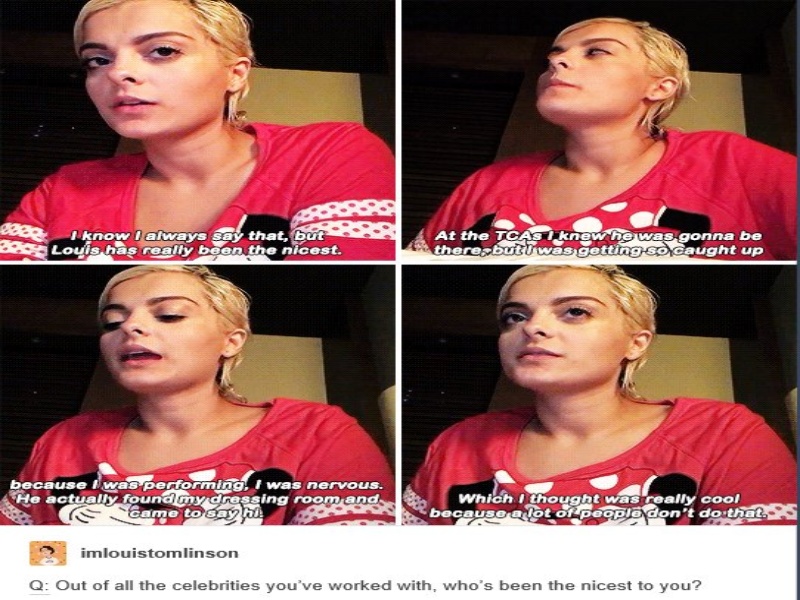 I know I always say that, but
Louis has really been the nicest.
At the TCAs I knew he was gonna be
there, but I was getting so caught up
because I was performing, I was nervous.
He actually found my dressing room and
came to say hi.
Which I thought was really cool
because a lot of people don't do that.
imlouistomlinson
Q: Out of all the celebrities you've worked with, who's been the nicest to you?